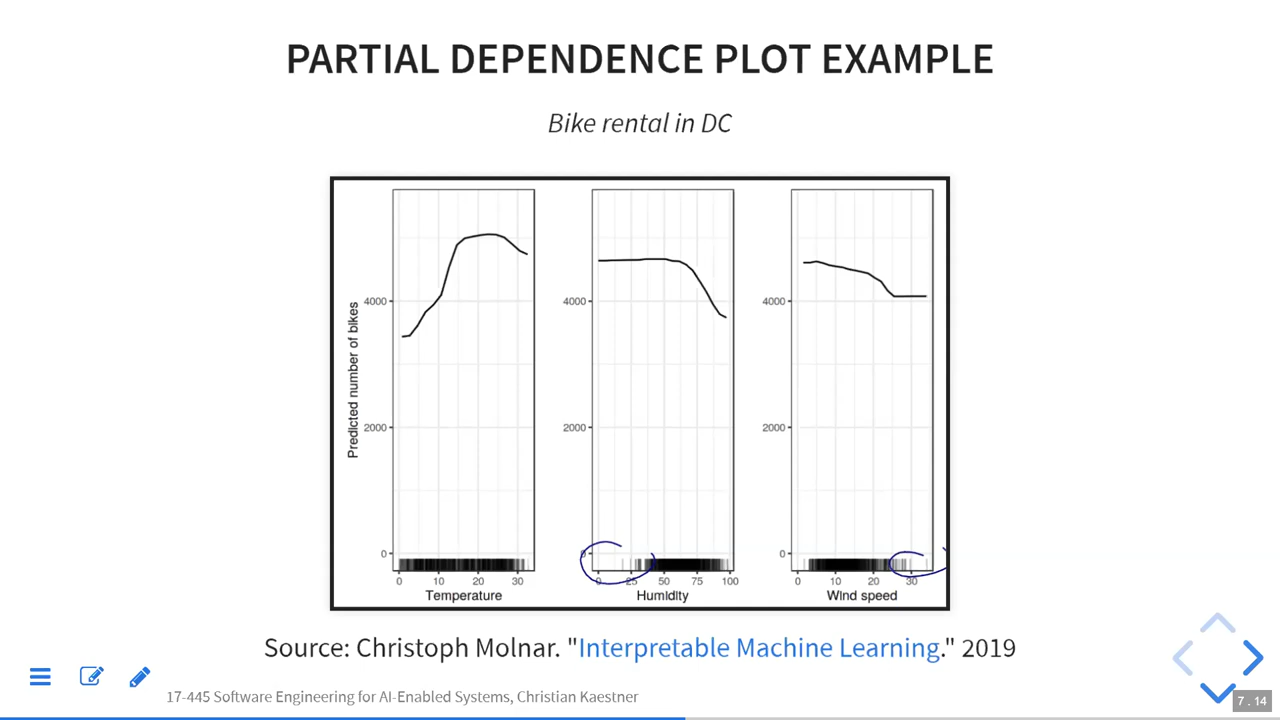 PARTIAL DEPENDENCE PLOT EXAMPLE
Bike rental in DC
Predicted number of bikes
4000
2000
0
0 10 20 30
Temperature
4000
2000
0
0 25 50 75 100
Humidity
4000
2000
0
0 10 20 30
Wind speed
Source: Christoph Molnar. "Interpretable Machine Learning." 2019
17-445 Software Engineering for AI-Enabled Systems, Christian Kaestner
7 . 14